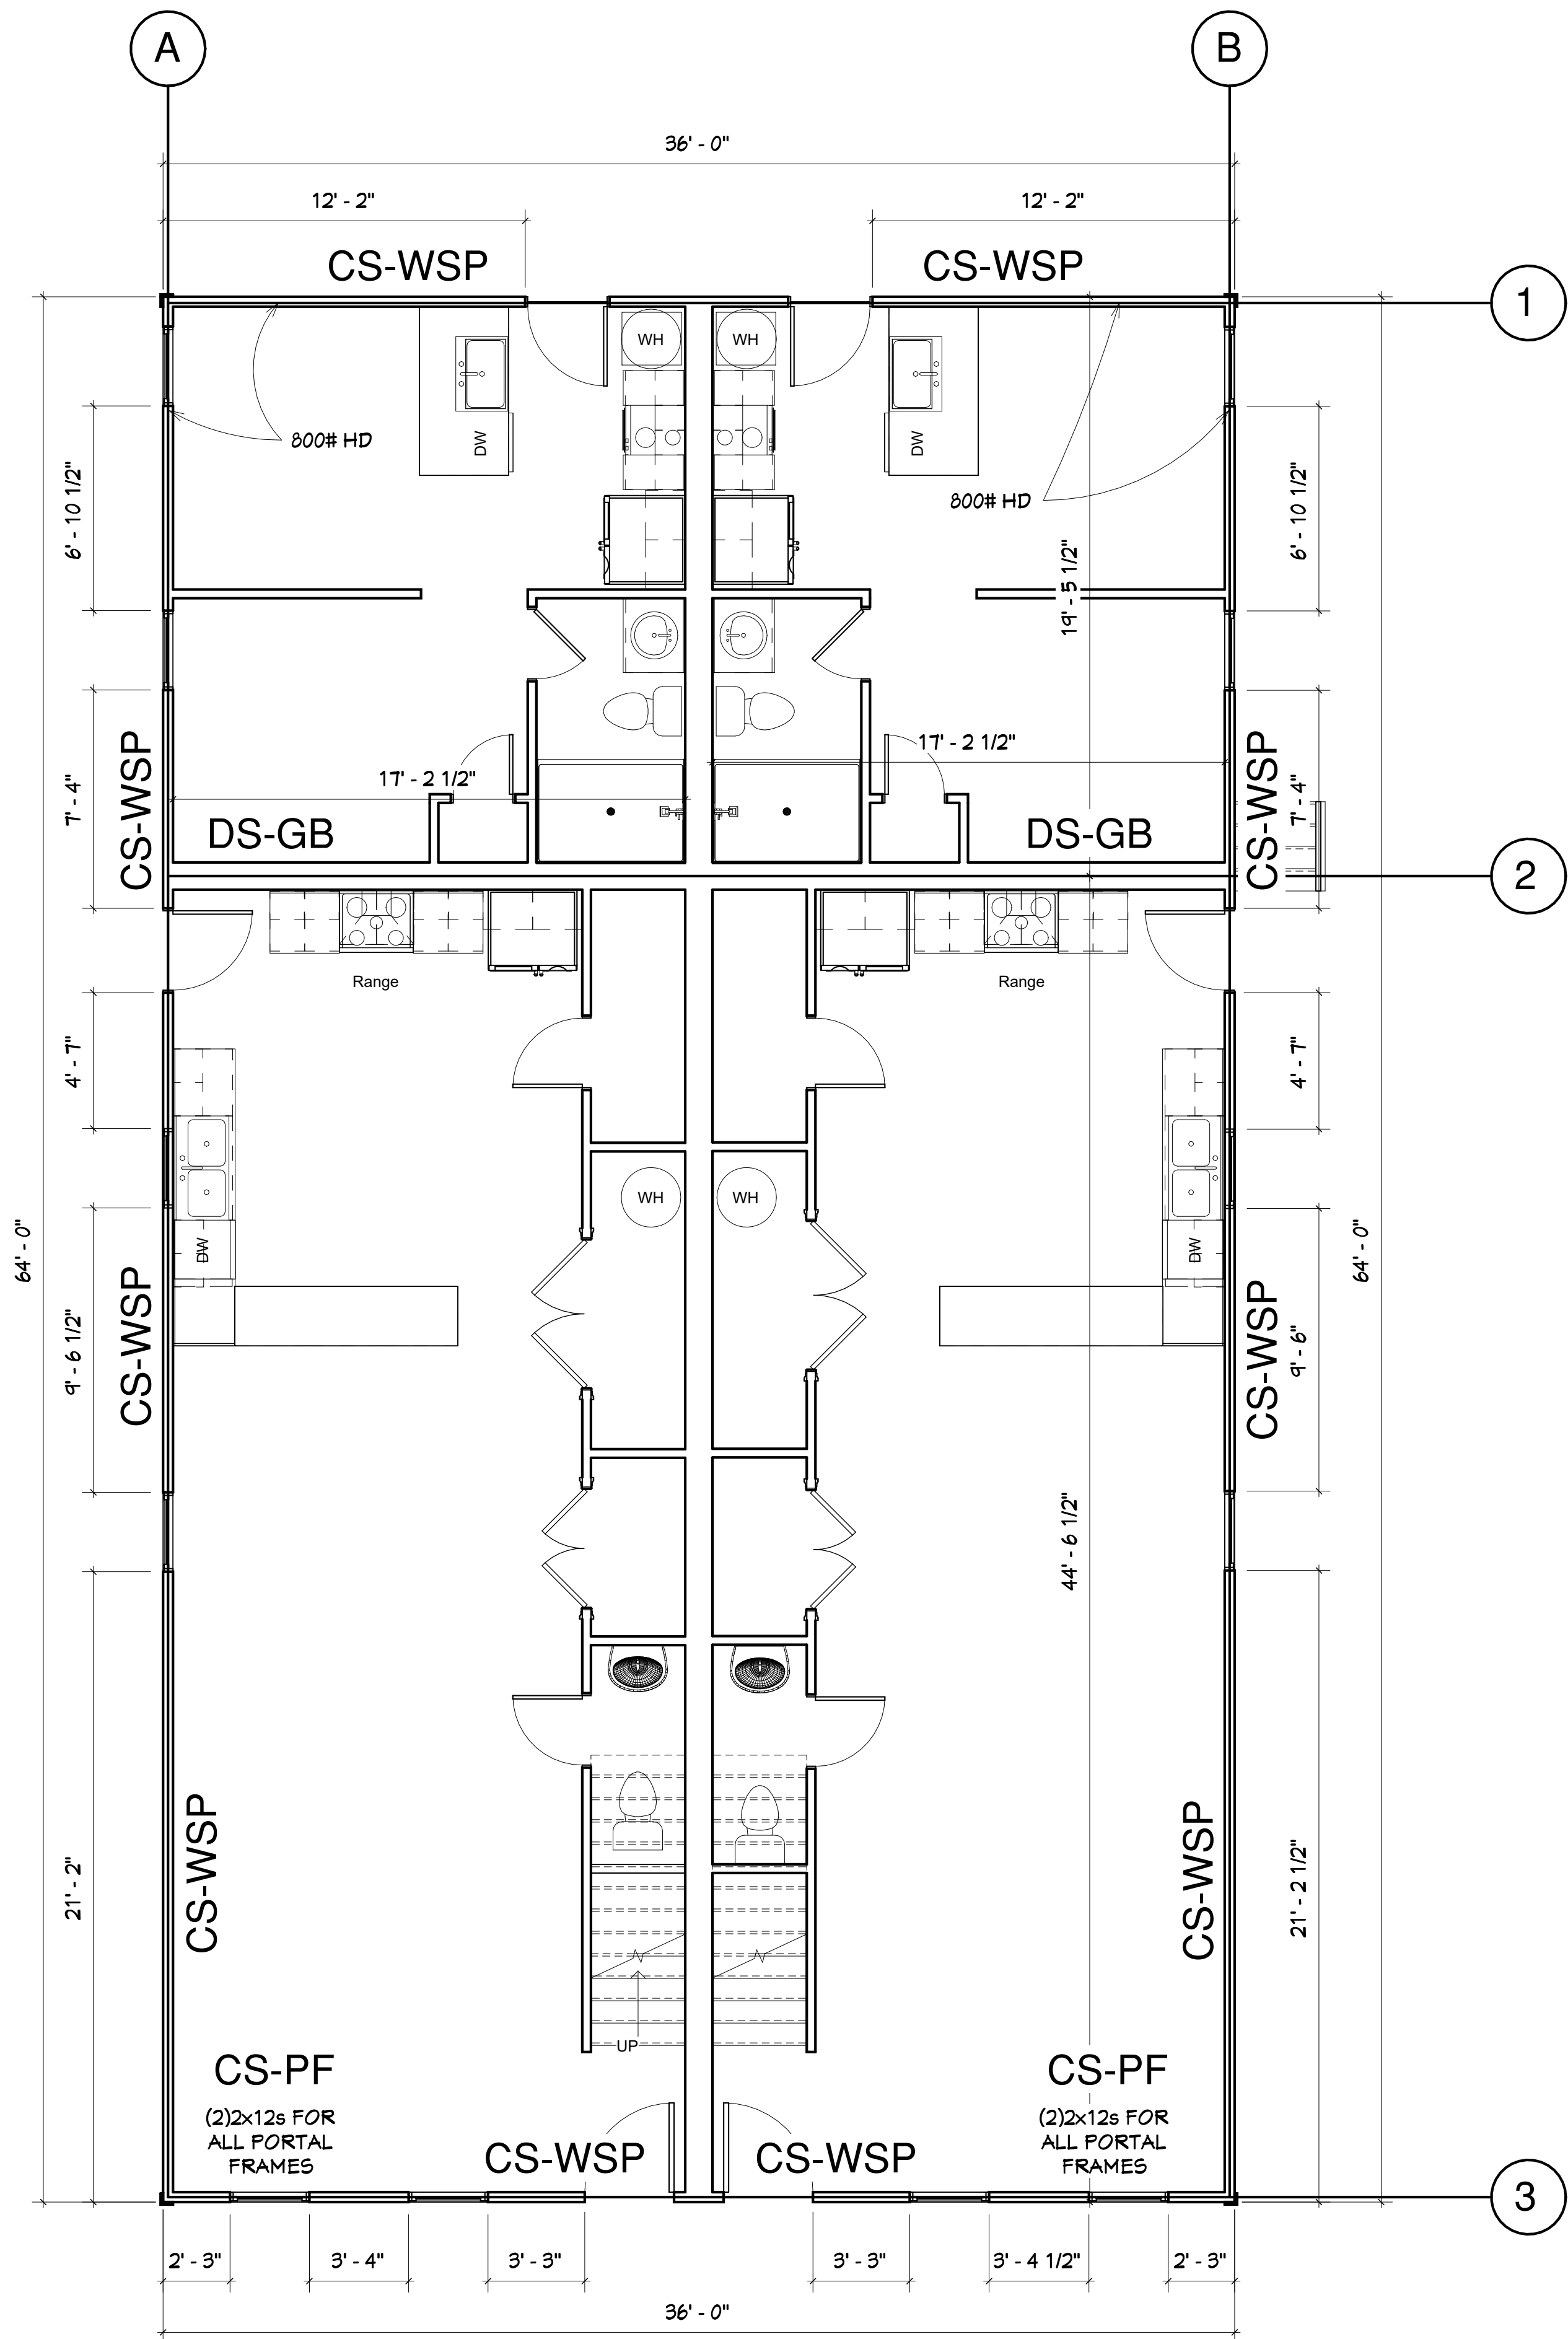 A
B
36' - 0"
12' - 2"
12' - 2"
CS-WSP
CS-WSP
1
WH
WH
DW
DW
800# HD
800# HD
6' - 10 1/2"
6' - 10 1/2"
19' - 5 1/2"
17' - 2 1/2"
17' - 2 1/2"
CS-WSP
7' - 4"
CS-WSP
7' - 4"
DS-GB
DS-GB
2
Range
Range
4' - 7"
4' - 7"
WH
WH
DW
DW
64' - 0"
64' - 0"
9' - 6 1/2"
CS-WSP
CS-WSP
9' - 6"
44' - 6 1/2"
21' - 2"
CS-WSP
CS-WSP
21' - 2 1/2"
UP
CS-PF
(2)2x12s FOR
ALL PORTAL
FRAMES
CS-PF
(2)2x12s FOR
ALL PORTAL
FRAMES
CS-WSP
CS-WSP
3
2' - 3"
3' - 4"
3' - 3"
3' - 3"
3' - 4 1/2"
2' - 3"
36' - 0"